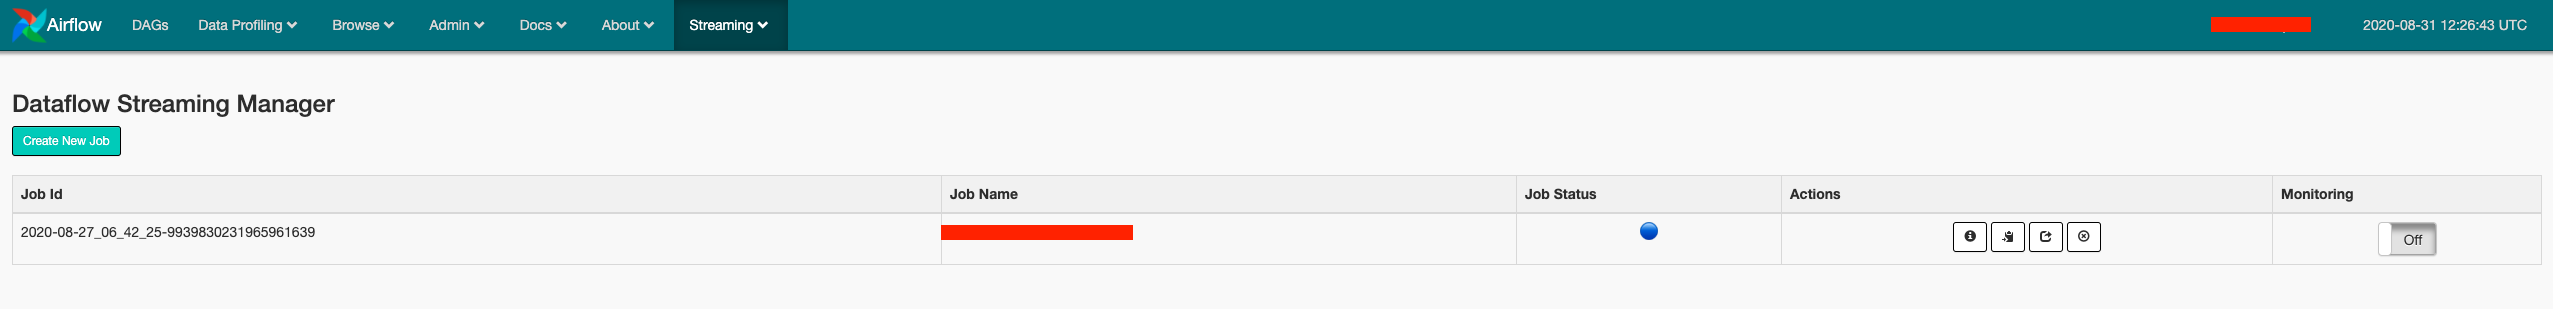 Airflow DAGs Data Profiling Browse Admin Docs About Streaming 2020-08-31 12:26:43 UTC
Dataflow Streaming Manager
Create New Job
Job Id Job Name Job Status Actions Monitoring
2020-08-27_06_42_25-9939830231965961639 Off